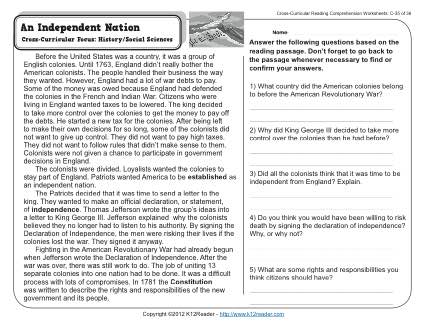 Cross-Curricular Reading Comprehension Worksheets: C-35 of 36
An Independent Nation
Cross-Curricular Focus: History/Social Sciences
Before the United States was a country, it was a group of
English colonies. Until 1763, England didn't really bother the
American colonists. The people handled their business the way
they wanted. However, England had a lot of war debts to pay.
Some of the money was owed because England had defended
the colonies in the French and Indian War. Citizens who were
living in England wanted taxes to be lowered. The king decided
to take more control over the colonies to get the money to pay off
the debts. He started a new tax for the colonies. After being left
to make their own decisions for so long, some of the colonists did
not want to give up control. They did not want to pay high taxes.
They did not want to follow rules that didn't make sense to them.
Colonists were not given a chance to participate in government
decisions in England.
The colonists were divided. Loyalists wanted the colonies to
stay part of England. Patriots wanted America to be established as
an independent nation.
The Patriots decided that it was time to send a letter to the
king. They wanted to make an official declaration, or statement,
of independence. Thomas Jefferson wrote the group's ideas into
a letter to King George III. Jefferson explained why the colonists
believed they no longer had to listen to his authority. By signing the
Declaration of Independence, the men were risking their lives if the
colonies lost the war. They signed it anyway.
Fighting in the American Revolutionary War had already begun
when Jefferson wrote the Declaration of Independence. After the
war was over, there was still work to do. The job of uniting 13
separate colonies into one nation had to be done. It was a difficult
process with lots of compromises. In 1781 the Constitution
was written to describe the rights and responsibilities of the new
government and its people.
Name
Answer the following questions based on the
reading passage. Don't forget to go back to
the passage whenever necessary to find or
confirm your answers.
1) What country did the American colonies belong
to before the American Revolutionary War?
2) Why did King George III decided to take more
control over the colonies than he had before?
3) Did all the colonists think that it was time to be
independent from England? Explain.
4) Do you think you would have been willing to risk
death by signing the declaration of independence?
Why, or why not?
5) What are some rights and responsibilities you
think citizens should have?
Copyright ©2012 K12Reader - http://www.k12reader.com